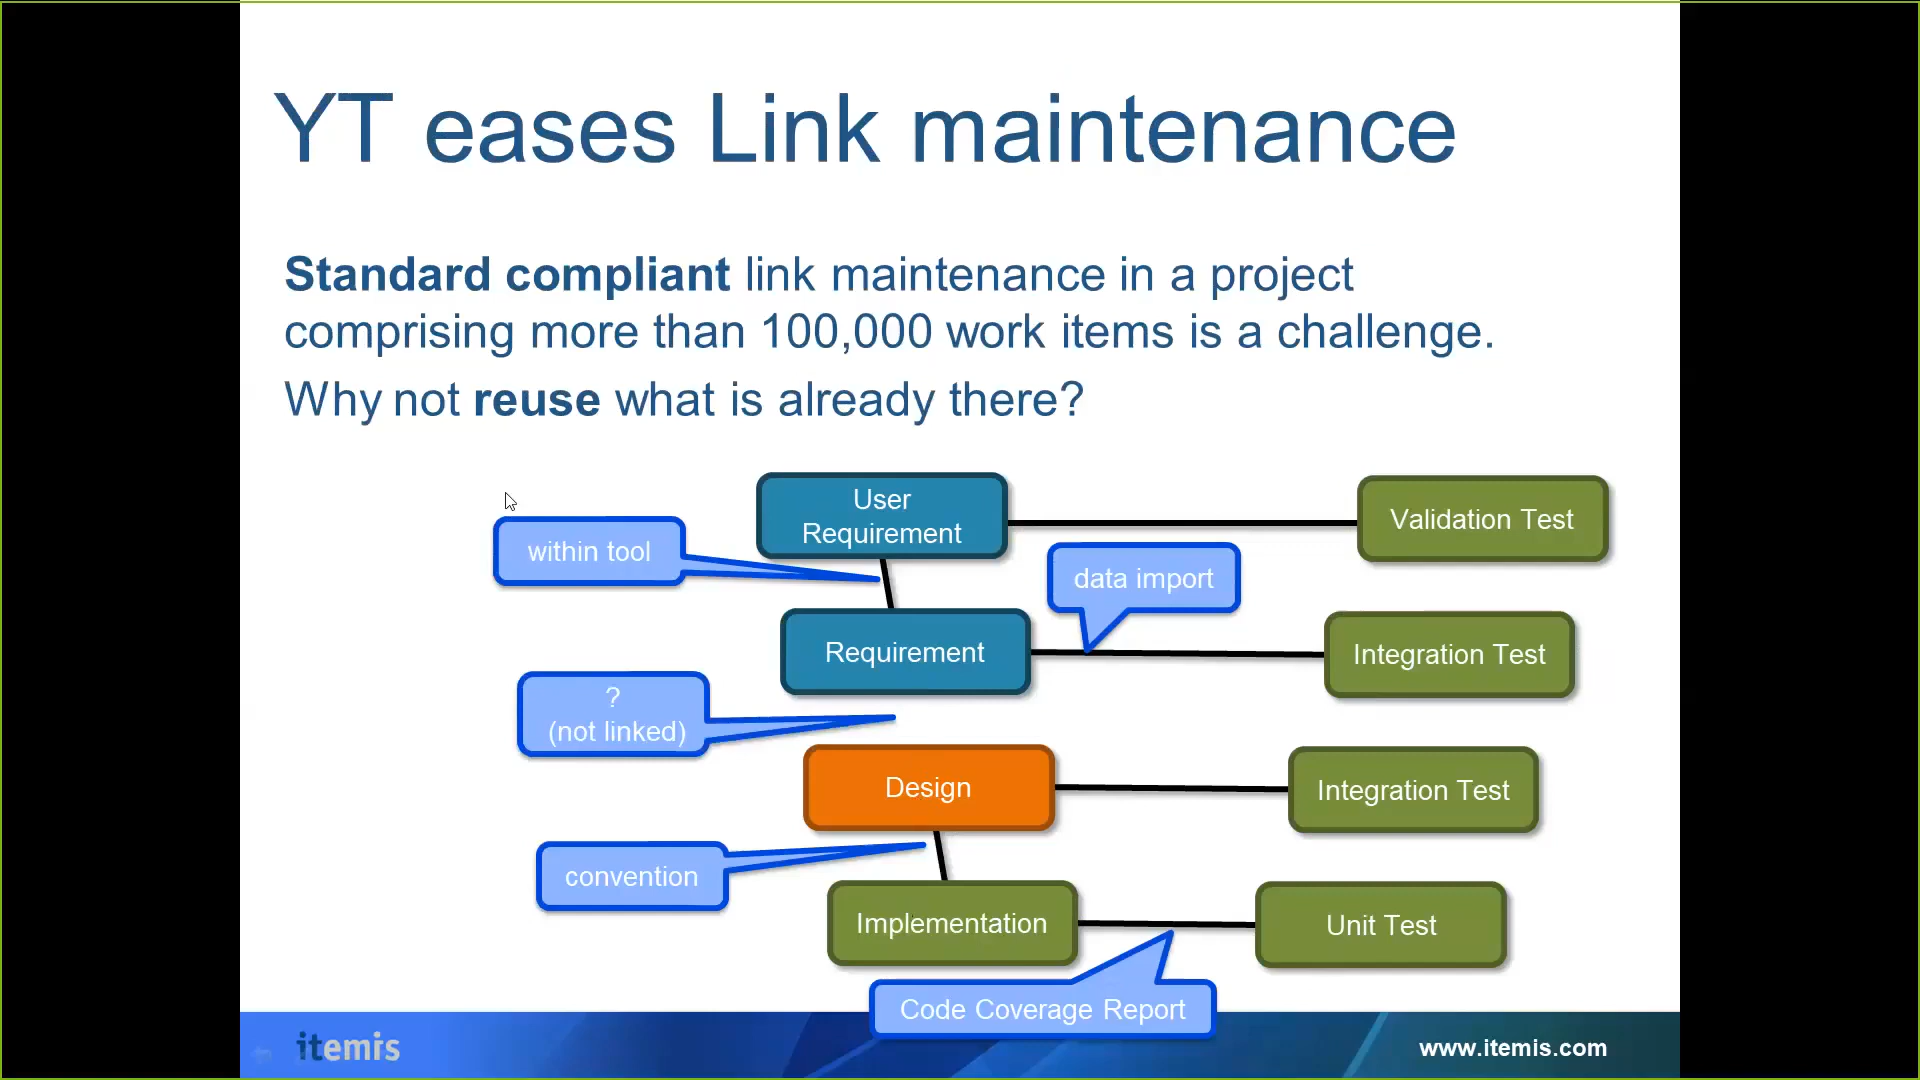 YT eases Link maintenance
Standard compliant link maintenance in a project
comprising more than 100,000 work items is a challenge.
Why not reuse what is already there?
User
Requirement
Validation Test
within tool
data import
Requirement
Integration Test
?
(not linked)
Design
Integration Test
convention
Implementation
Unit Test
Code Coverage Report
itemis
www.itemis.com